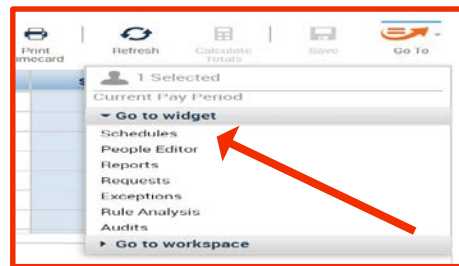 Print
mecard
Refresh
Calculate
Totals
Save
Go To
S
1 Selected
Current Pay Period
Go to widget
Schedules
People Editor
Reports
Requests
Exceptions
Rule Analysis
Audits
Go to workspace